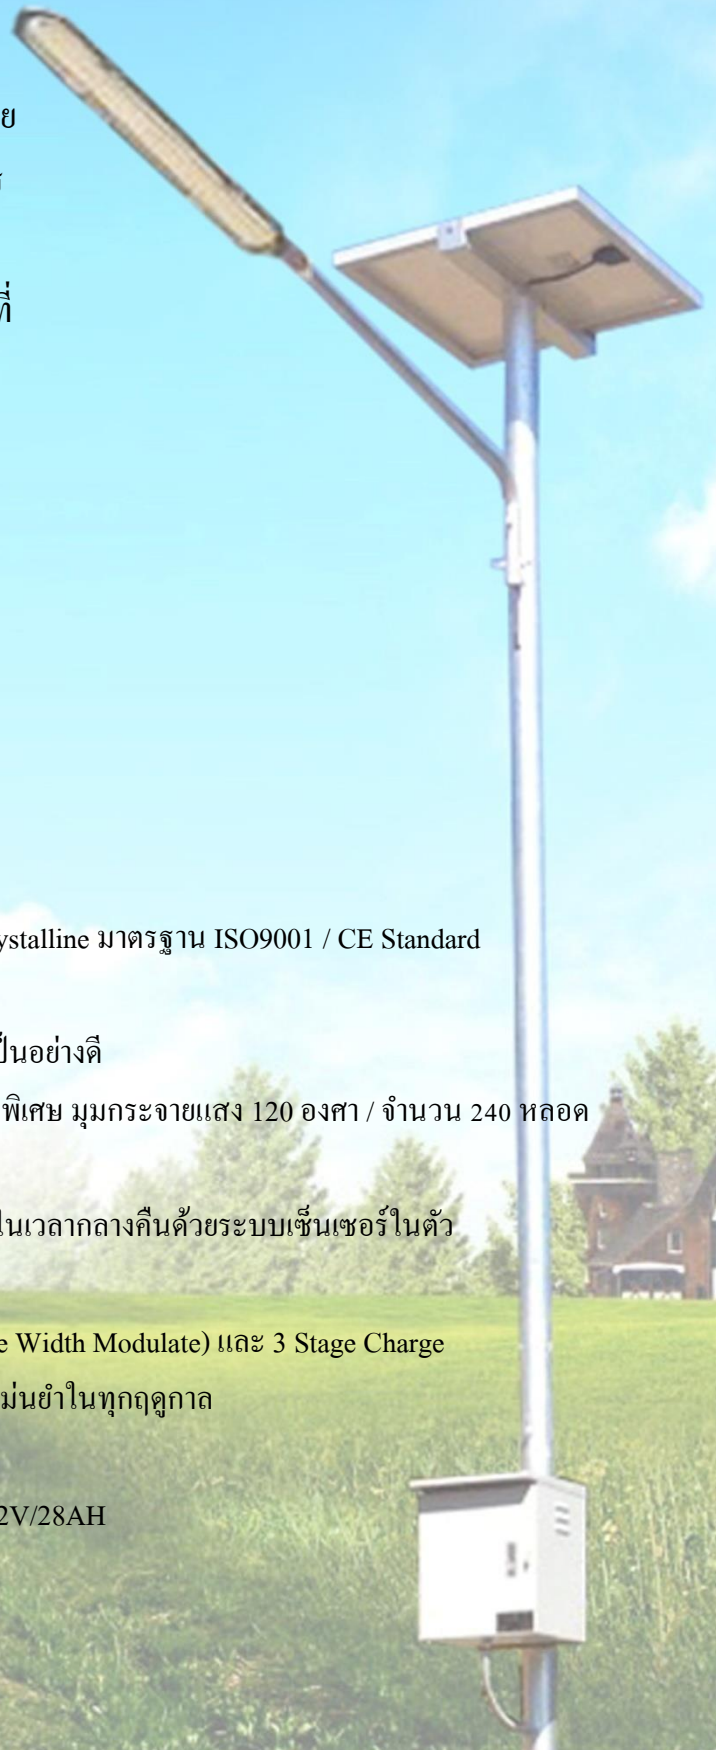 ย
ที่
ystalline มาตรฐาน ISO9001 / CE Standard
ป็นอย่างดี
พิเศษ มุมกระจายแสง 120 องศา / จำนวน 240 หลอด
นเวลากลางคืนด้วยระบบเซ็นเซอร์ในตัว
e Width Modulate) และ 3 Stage Charge
ม่นยำในทุกฤดูกาล
2V/28AH